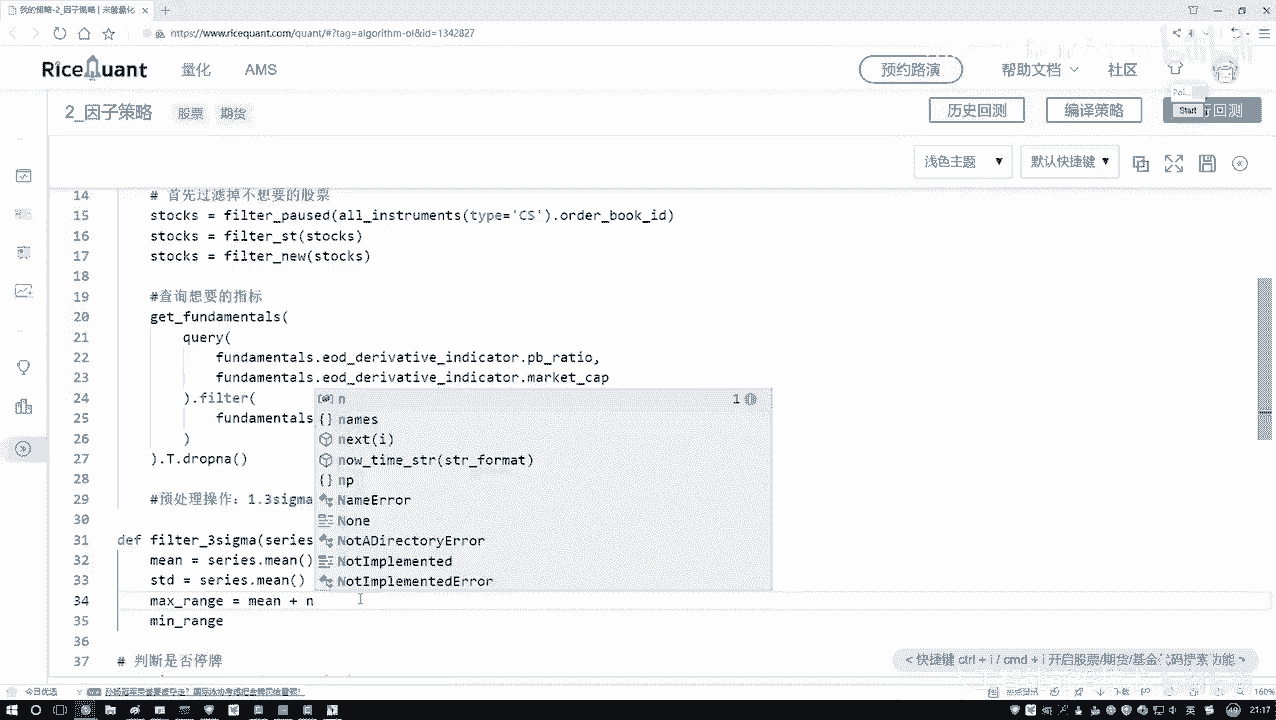 我的策略-2_因子策略 | 米筐量化
https://www.ricequant.com/quant/#?tag=algorithm-ol&id=1342827
RiceQuant 量化 AMS 预约路演 帮助文档 社区
2_因子策略 股票 期货 历史回测 编译策略 回测
Start
浅色主题 默认快捷键
14 # 首先过滤掉不想要的股票
15 stocks = filter_paused(all_instruments(type='CS').order_book_id)
16 stocks = filter_st(stocks)
17 stocks = filter_new(stocks)
18
19 #查询想要的指标
20 get_fundamentals(
21 query(
22 fundamentals.eod_derivative_indicator.pb_ratio,
23 fundamentals.eod_derivative_indicator.market_cap
24 ).filter(
25 fundamentals
26 )
27 ).T.dropna()
28
29 #预处理操作：1.3sigma
30
31 def filter_3sigma(series
32 mean = series.mean()
33 std = series.mean()
34 max_range = mean + n
35 min_range
36
37 # 判断是否停牌
n 1
names
next(i)
now_time_str(str_format)
np
NameError
None
NotADirectoryError
NotImplemented
NotImplementedError
<快捷键 ctrl + i / cmd + i 开启股票/期货/基金代码搜索功能
今日优选
160%
21:17